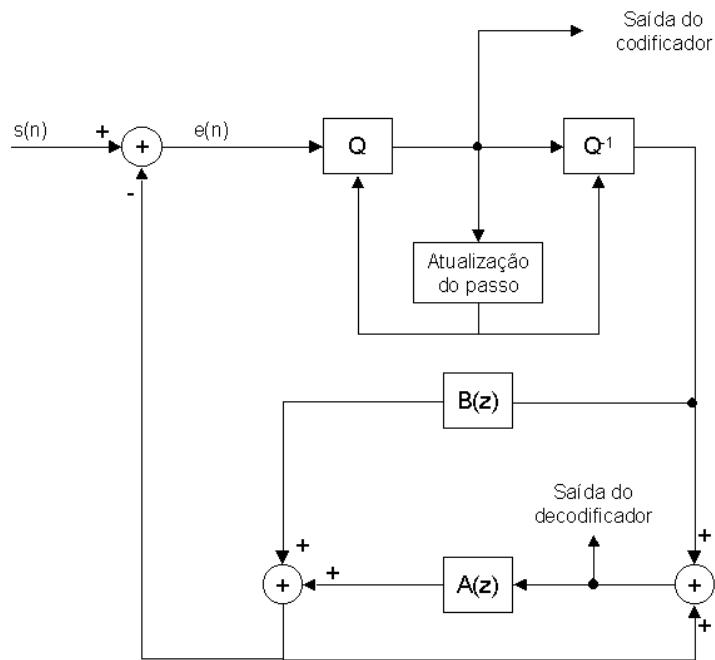 Saída do
codificador
s(n)
+
+
e(n)
Q
Q-1
-
Atualização
do passo
B(z)
Saída do
decodificador
+
+
+
+
A(z)
+
+